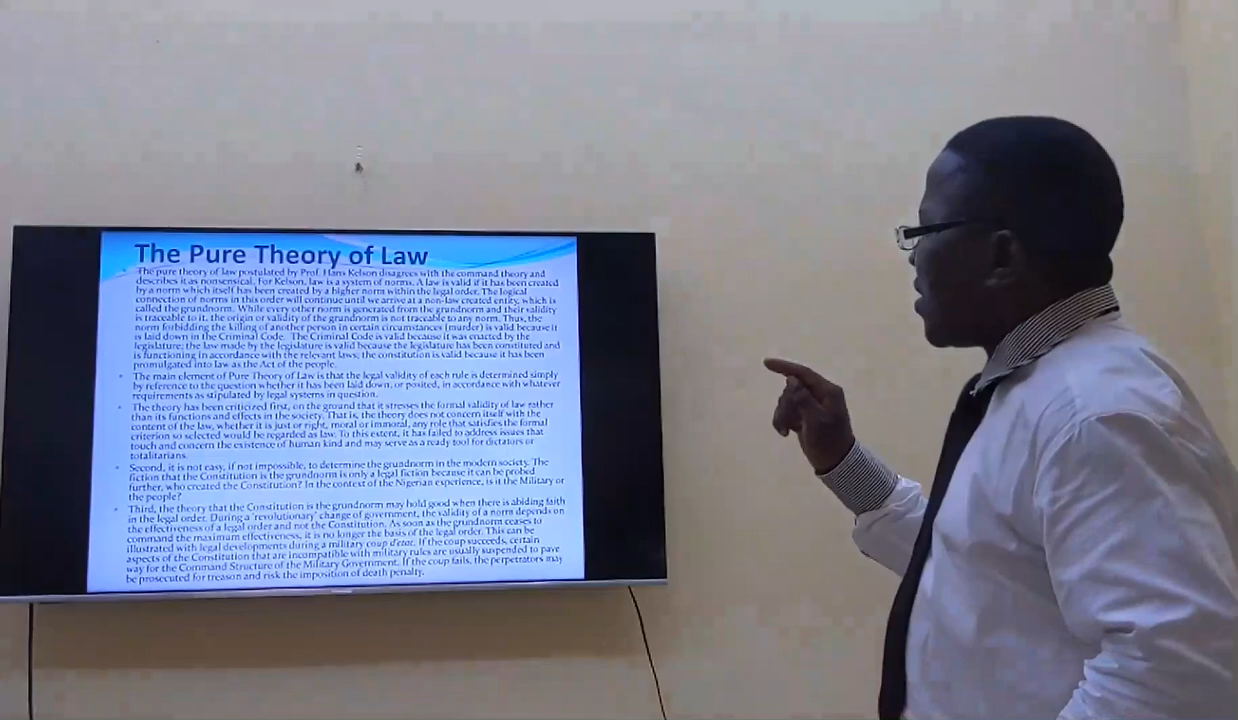 The Pure Theory of Law
• The pure theory of law postulated by Prof. Hans Kelson disagrees with the command theory and
describes it as nonsensical. For Kelson, law is a system of norms. A law is valid if it has been created
by a norm which itself has been created by a higher norm within the legal order. The logical
connection of norms in this order will continue until we arrive at a non-law created entity, which is
called the grundnorm. While every other norm is generated from the grundnorm and their validity
is traceable to it, the origin or validity of the grundnorm is not traceable to any norm. Thus, the
norm forbidding the killing of another person in certain circumstances (murder) is valid because it
is laid down in the Criminal Code. The Criminal Code is valid because it was enacted by the
legislature; the law made by the legislature is valid because the legislature has been constituted and
is functioning in accordance with the relevant laws; the constitution is valid because it has been
promulgated into law as the Act of the people.
• The main element of Pure Theory of Law is that the legal validity of each rule is determined simply
by reference to the question whether it has been laid down, or posited, in accordance with whatever
requirements as stipulated by legal systems in question.
• The theory has been criticized first, on the ground that it stresses the formal validity of law rather
than its functions and effects in the society. That is, the theory does not concern itself with the
content of the law, whether it is just or right, moral or immoral, any role that satisfies the formal
criterion so selected would be regarded as law. To this extent, it has failed to address issues that
touch and concern the existence of human kind and may serve as a ready tool for dictators or
totalitarians.
• Second, it is not easy, if not impossible, to determine the grundnorm in the modern society. The
fiction that the Constitution is the grundnorm is only a legal fiction because it can be probed
further, who created the Constitution? In the context of the Nigerian experience, is it the Military or
the people?
• Third, the theory that the Constitution is the grundnorm may hold good when there is abiding faith
in the legal order. During a 'revolutionary' change of government, the validity of a norm depends on
the effectiveness of a legal order and not the Constitution. As soon as the grundnorm ceases to
command the maximum effectiveness, it is no longer the basis of the legal order. This can be
illustrated with legal developments during a military coup d'etat. If the coup succeeds, certain
aspects of the Constitution that are incompatible with military rules are usually suspended to pave
way for the Command Structure of the Military Government. If the coup fails, the perpetrators may
be prosecuted for treason and risk the imposition of death penalty.